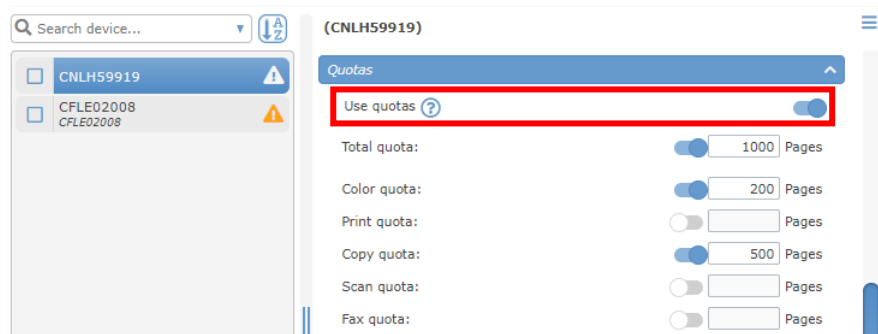 Search device...
A
Z
CNLH59919
CFLE02008
CFLE02008
(CNLH59919)
Quotas
Use quotas ?
Total quota: 1000 Pages
Color quota: 200 Pages
Print quota: Pages
Copy quota: 500 Pages
Scan quota: Pages
Fax quota: Pages